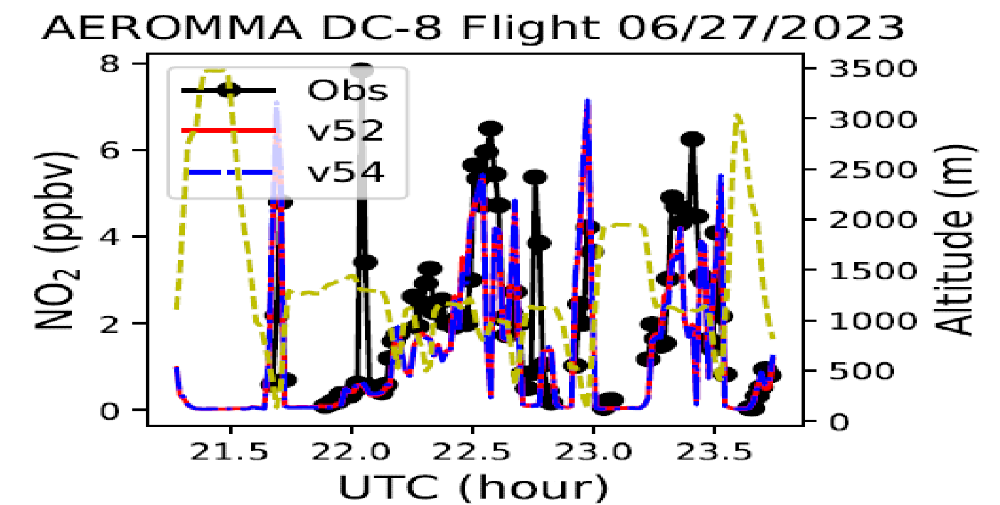 AEROMMA DC-8 Flight 06/27/2023
8
6
4
2
0
NO₂ (ppbv)
Obs
v52
v54
3500
3000
2500
2000
1500
1000
500
0
Altitude (m)
21.5 22.0 22.5 23.0 23.5
UTC (hour)